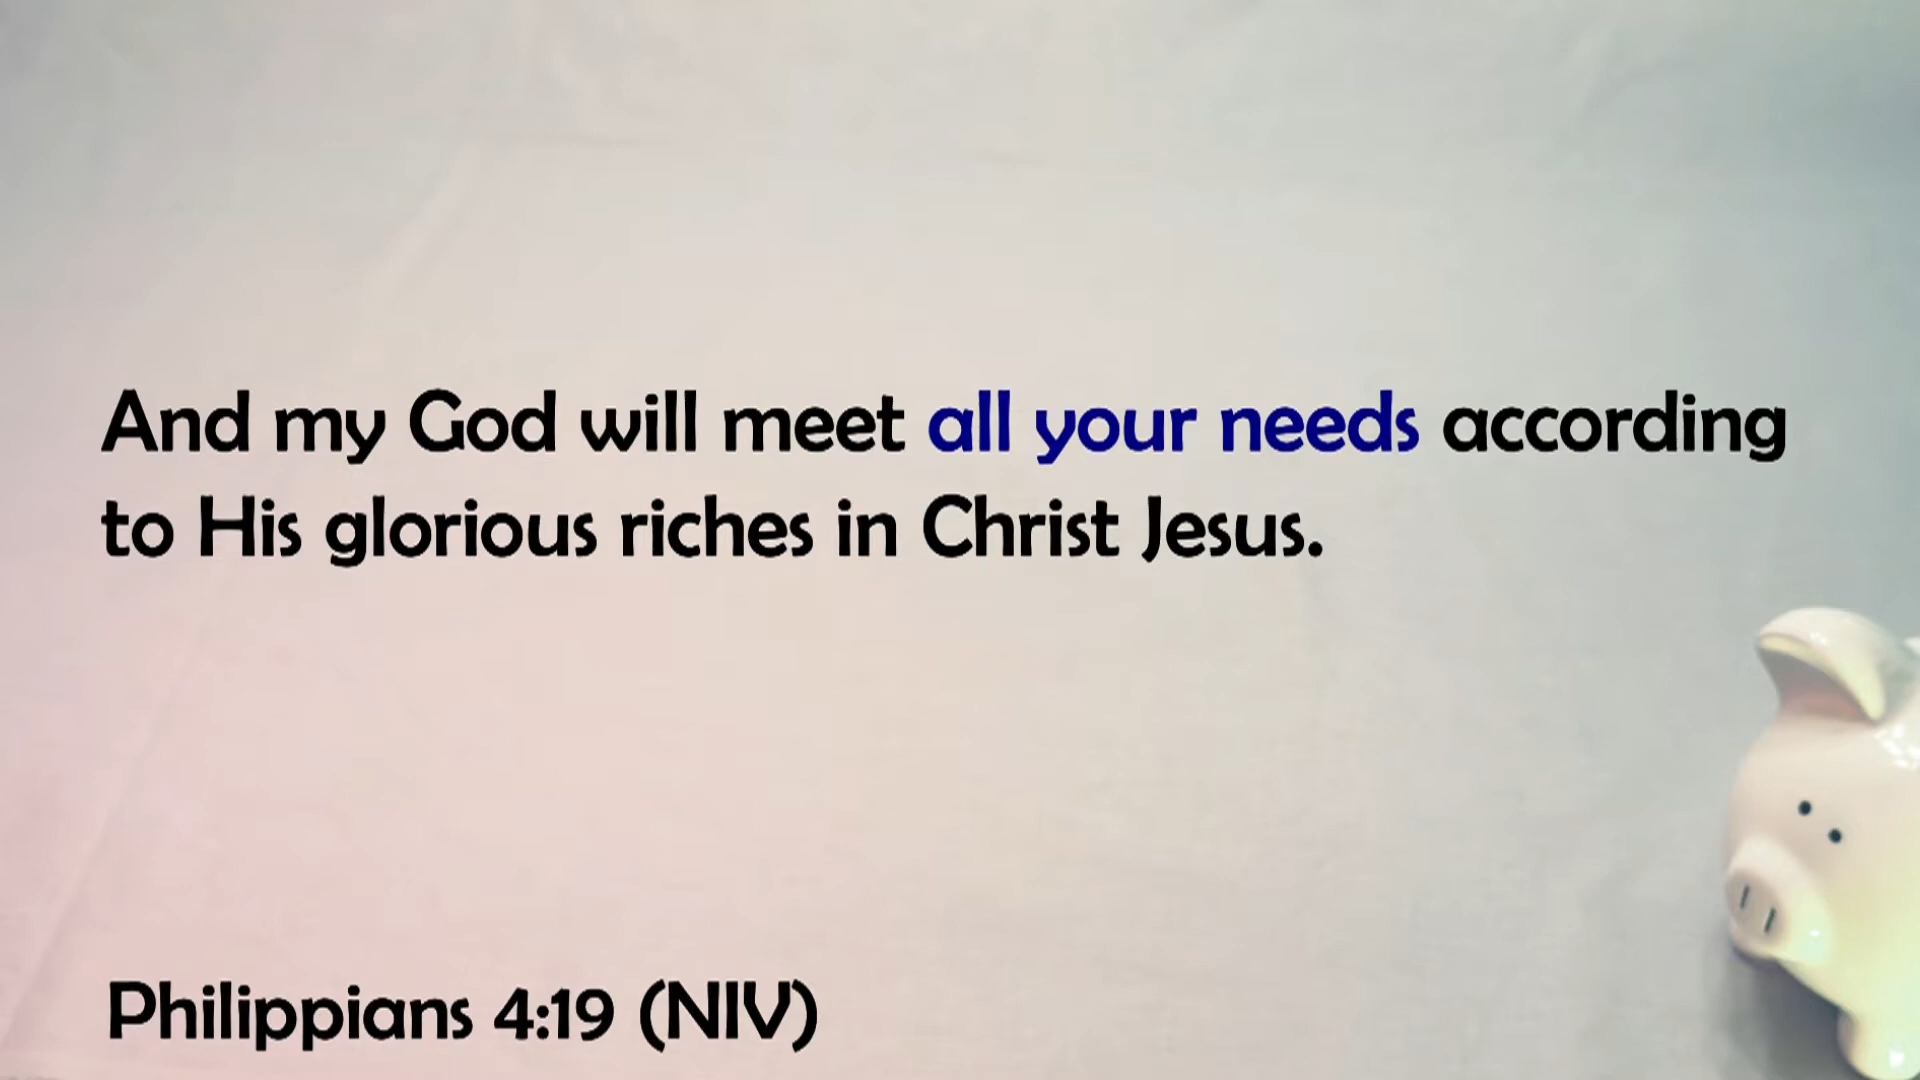 And my God will meet all your needs according
to His glorious riches in Christ Jesus.
Philippians 4:19 (NIV)